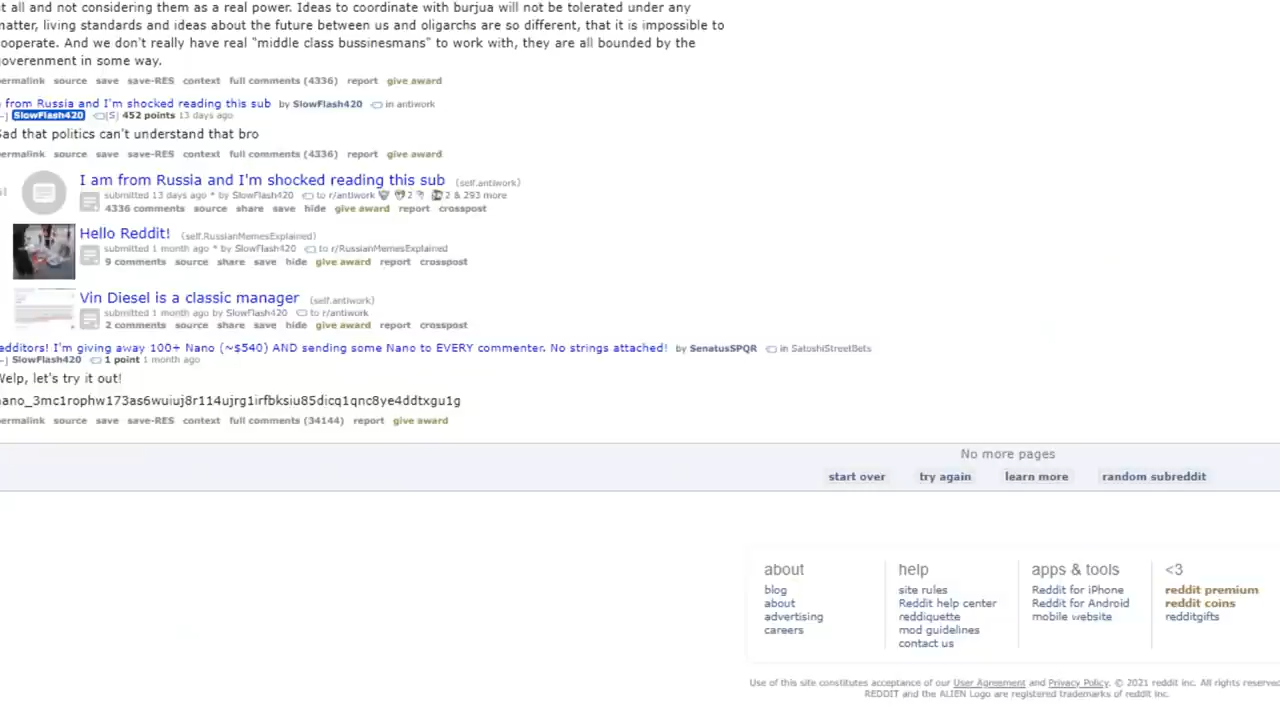 t all and not considering them as a real power. Ideas to coordinate with burjua will not be tolerated under any
matter, living standards and ideas about the future between us and oligarchs are so different, that it is impossible to
ooperate. And we don't really have real "middle class bussinesmans" to work with, they are all bounded by the
overenment in some way.
ermalink source save save-RES context full comments (4336) report give award
from Russia and I'm shocked reading this sub by SlowFlash420 in antiwork
[–] SlowFlash420 [S] 452 points 13 days ago
Sad that politics can't understand that bro
ermalink source save save-RES context full comments (4336) report give award
I am from Russia and I'm shocked reading this sub (self.antiwork)
submitted 13 days ago * by SlowFlash420 to r/antiwork 2 2 & 293 more
4336 comments source share save hide give award report crosspost
Hello Reddit! (self.RussianMemesExplained)
submitted 1 month ago * by SlowFlash420 to r/RussianMemesExplained
9 comments source share save hide give award report crosspost
Vin Diesel is a classic manager (self.antiwork)
submitted 1 month ago by SlowFlash420 to r/antiwork
2 comments source share save hide give award report crosspost
edditors! I'm giving away 100+ Nano (~$540) AND sending some Nano to EVERY commenter. No strings attached! by SenatusSPQR in SatoshiStreetBets
[–] SlowFlash420 1 point 1 month ago
Welp, let's try it out!
nano_3mc1rophw173as6wuiuj8r114ujrg1irfbksiu85dicq1qnc8ye4ddtxgu1g
ermalink source save save-RES context full comments (34144) report give award
No more pages
start over try again learn more random subreddit
about help apps & tools <3
blog site rules Reddit for iPhone reddit premium
about Reddit help center Reddit for Android reddit coins
advertising reddiquette mobile website redditgifts
careers mod guidelines
contact us
Use of this site constitutes acceptance of our User Agreement and Privacy Policy. © 2021 reddit inc. All rights reserved
REDDIT and the ALIEN Logo are registered trademarks of reddit inc.